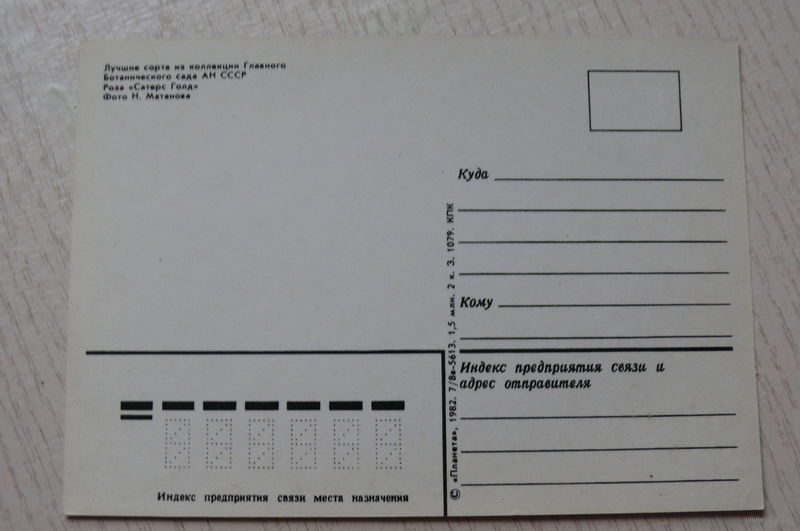 Лучшие сорта из коллекции Главного
Ботанического сада АН СССР
Роза «Сатерс Голд»
Фото Н. Матанова
Куда
Кому
© «Планета», 1982. 7/8в-5613. 1,5 млн. 2 к. З. 1079. КПК
Индекс предприятия связи и
адрес отправителя
Индекс предприятия связи места назначения